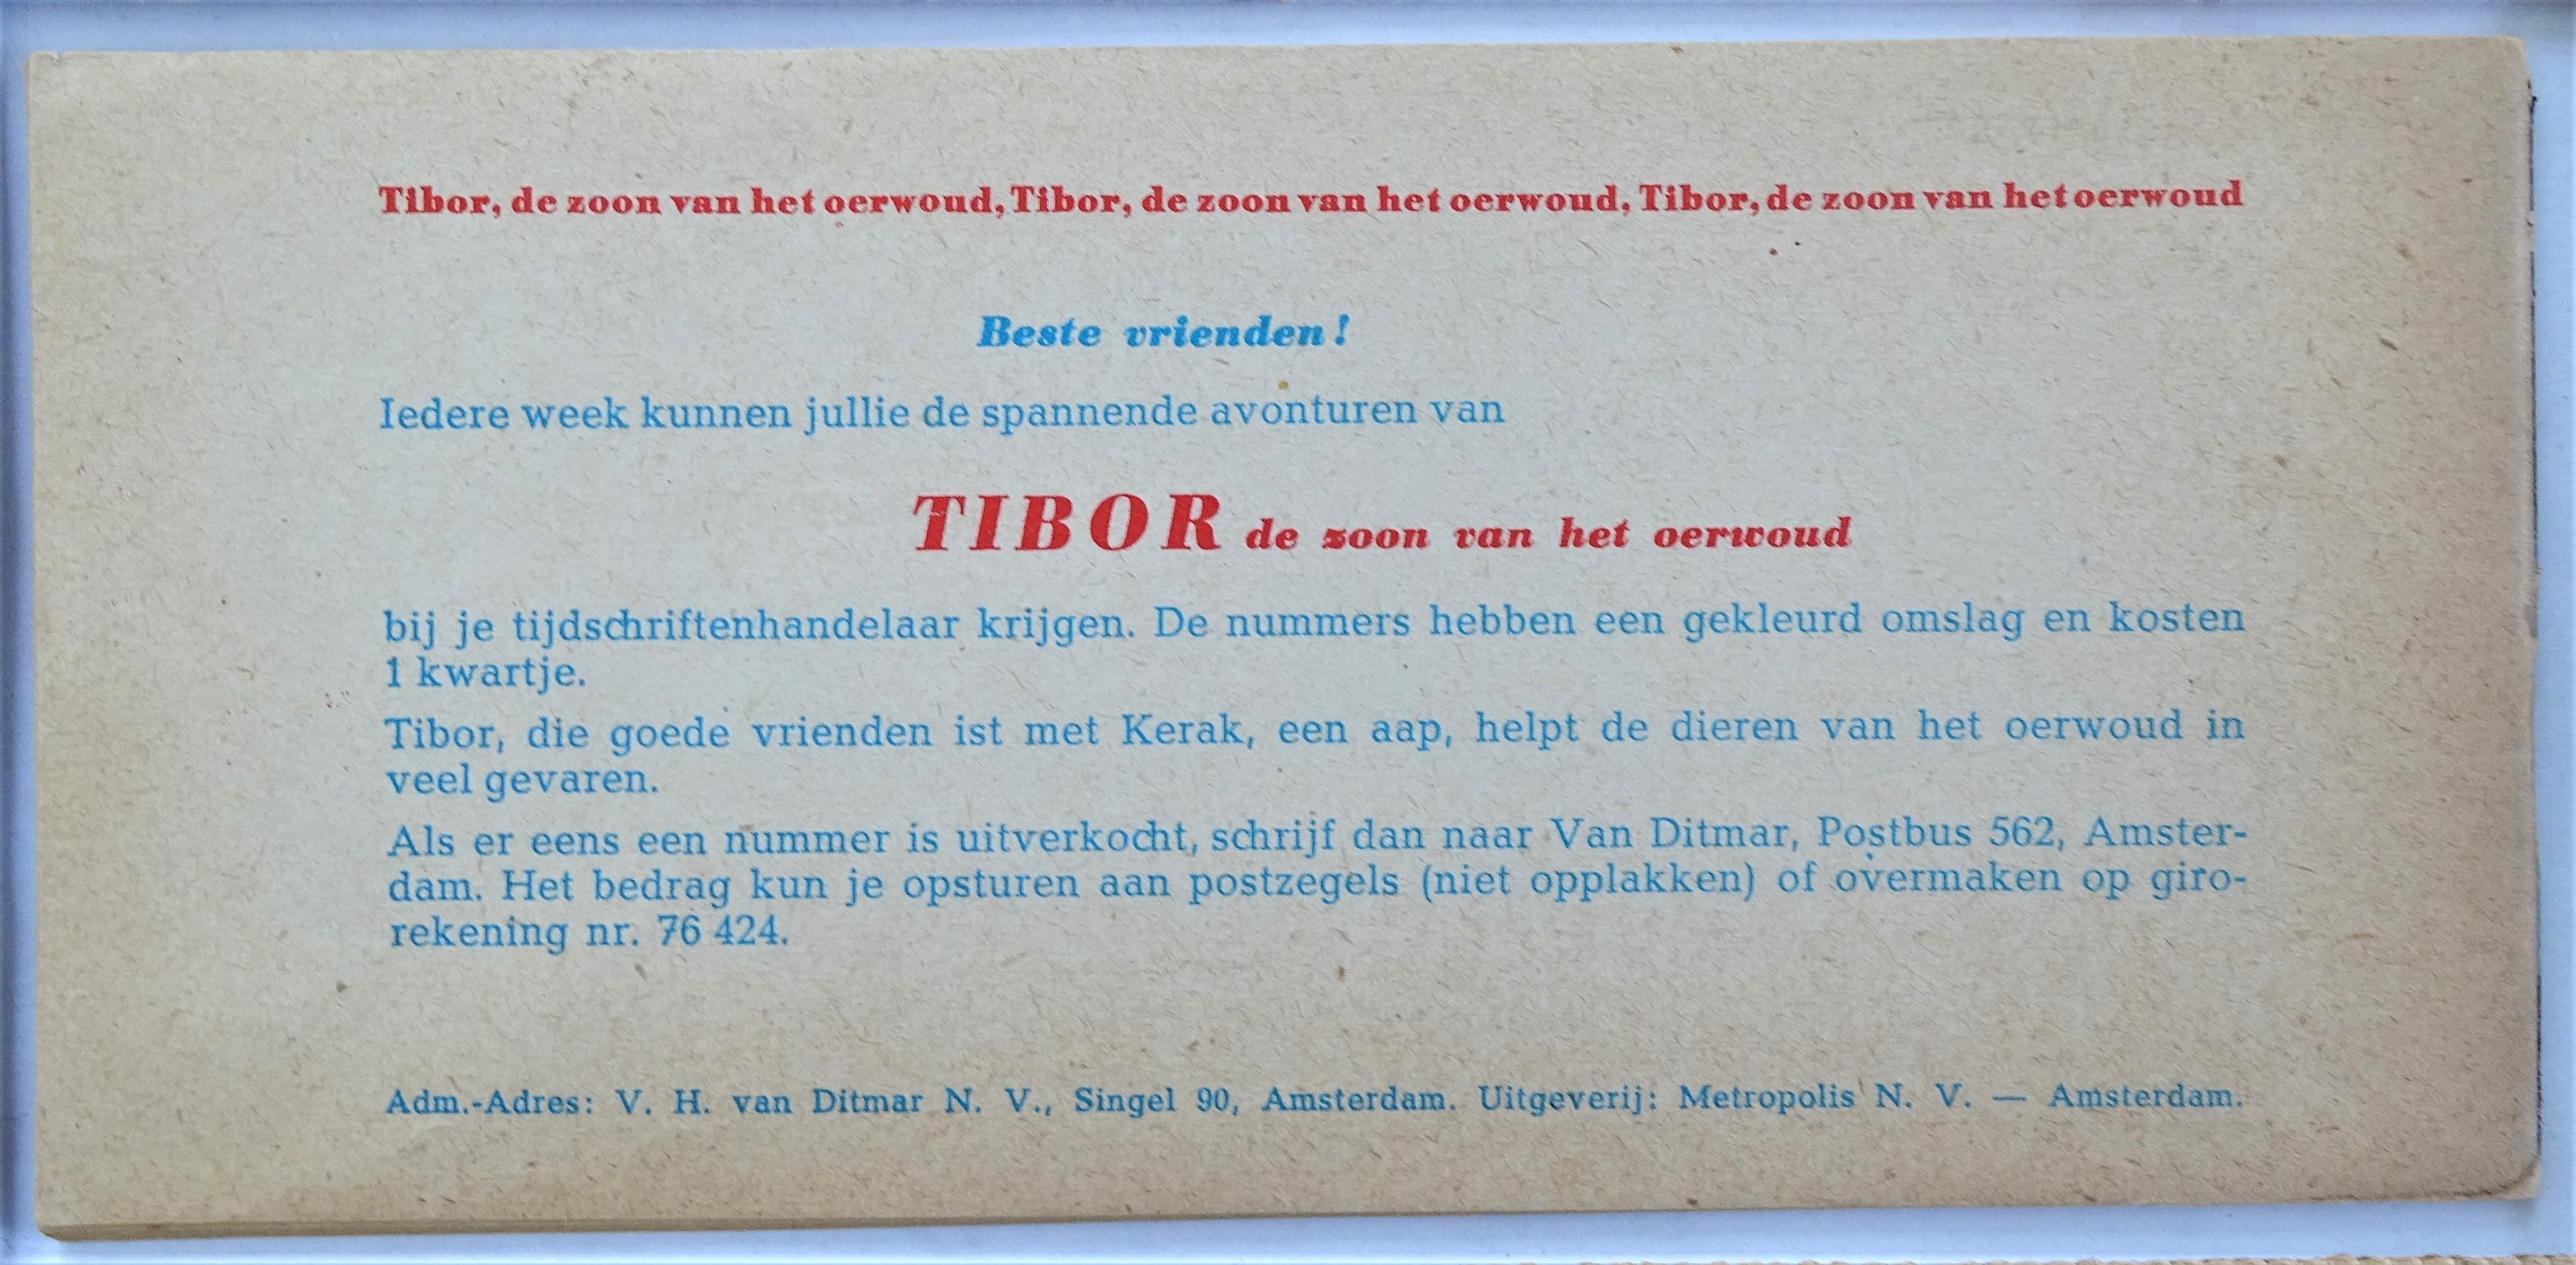 Tibor, de zoon van het oerwoud, Tibor, de zoon van het oerwoud, Tibor, de zoon van het oerwoud
Beste vrienden!
Iedere week kunnen jullie de spannende avonturen van
TIBOR de zoon van het oerwoud
bij je tijdschriftenhandelaar krijgen. De nummers hebben een gekleurd omslag en kosten
1 kwartje.
Tibor, die goede vrienden ist met Kerak, een aap, helpt de dieren van het oerwoud in
veel gevaren.
Als er eens een nummer is uitverkocht, schrijf dan naar Van Ditmar, Postbus 562, Amster-
dam. Het bedrag kun je opsturen aan postzegels (niet opplakken) of overmaken op giro-
rekening nr. 76 424.
Adm.-Adres: V. H. van Ditmar N. V., Singel 90, Amsterdam. Uitgeverij: Metropolis N. V. — Amsterdam.